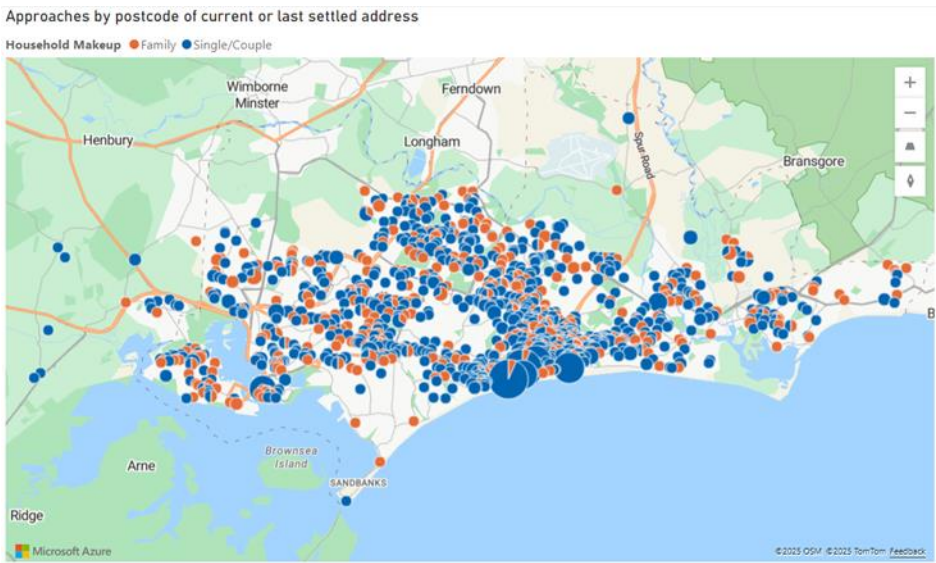 Approaches by postcode of current or last settled address
Household Makeup Family Single/Couple
Wimborne
Minster
Ferndown
Henbury
Longham
Spur Road
Bransgore
B
Brownsea
Island
Arne
SANDBANKS
Ridge
Microsoft Azure
©2025 OSM ©2025 TomTom Feedback